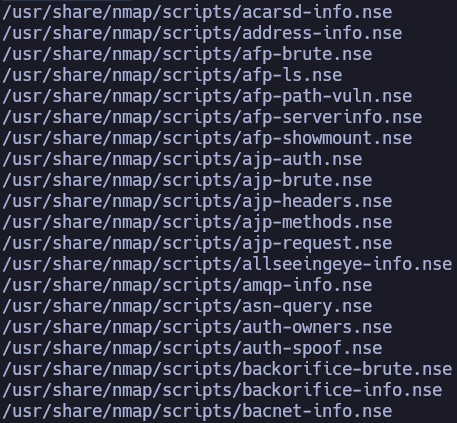 /usr/share/nmap/scripts/acarsd-info.nse
/usr/share/nmap/scripts/address-info.nse
/usr/share/nmap/scripts/afp-brute.nse
/usr/share/nmap/scripts/afp-ls.nse
/usr/share/nmap/scripts/afp-path-vuln.nse
/usr/share/nmap/scripts/afp-serverinfo.nse
/usr/share/nmap/scripts/afp-showmount.nse
/usr/share/nmap/scripts/ajp-auth.nse
/usr/share/nmap/scripts/ajp-brute.nse
/usr/share/nmap/scripts/ajp-headers.nse
/usr/share/nmap/scripts/ajp-methods.nse
/usr/share/nmap/scripts/ajp-request.nse
/usr/share/nmap/scripts/allseeingeye-info.nse
/usr/share/nmap/scripts/amqp-info.nse
/usr/share/nmap/scripts/asn-query.nse
/usr/share/nmap/scripts/auth-owners.nse
/usr/share/nmap/scripts/auth-spoof.nse
/usr/share/nmap/scripts/backorifice-brute.nse
/usr/share/nmap/scripts/backorifice-info.nse
/usr/share/nmap/scripts/bacnet-info.nse